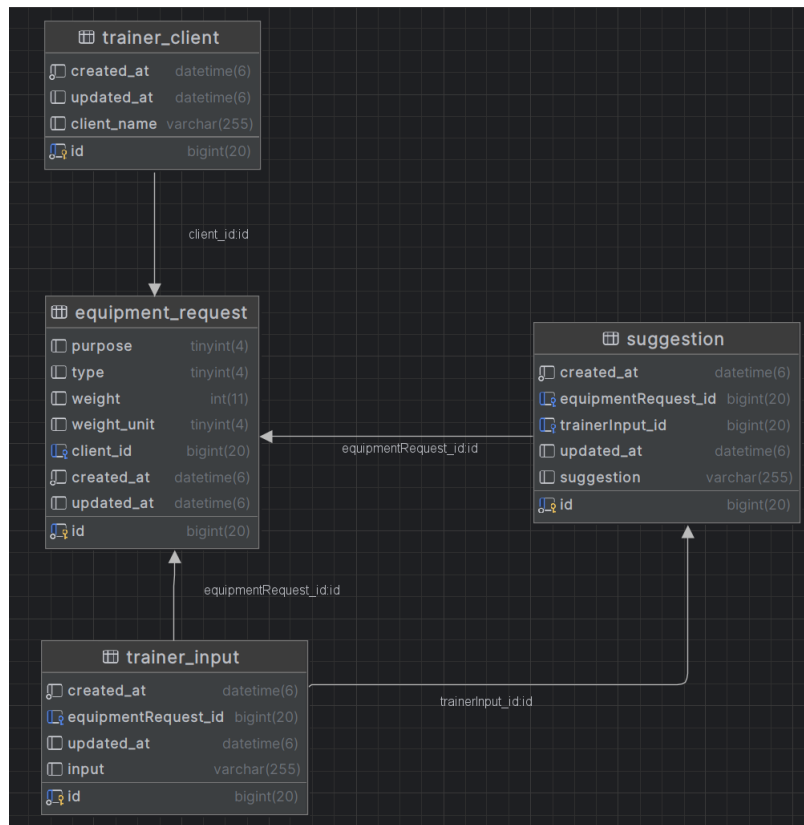 trainer_client
created_at datetime(6)
updated_at datetime(6)
client_name varchar(255)
id bigint(20)
client_id:id
equipment_request
purpose tinyint(4)
type tinyint(4)
weight int(11)
weight_unit tinyint(4)
client_id bigint(20)
created_at datetime(6)
updated_at datetime(6)
id bigint(20)
suggestion
created_at datetime(6)
equipmentRequest_id bigint(20)
trainerInput_id bigint(20)
updated_at datetime(6)
suggestion varchar(255)
id bigint(20)
equipmentRequest_id:id
equipmentRequest_id:id
trainer_input
created_at datetime(6)
equipmentRequest_id bigint(20)
updated_at datetime(6)
input varchar(255)
id bigint(20)
trainerInput_id:id